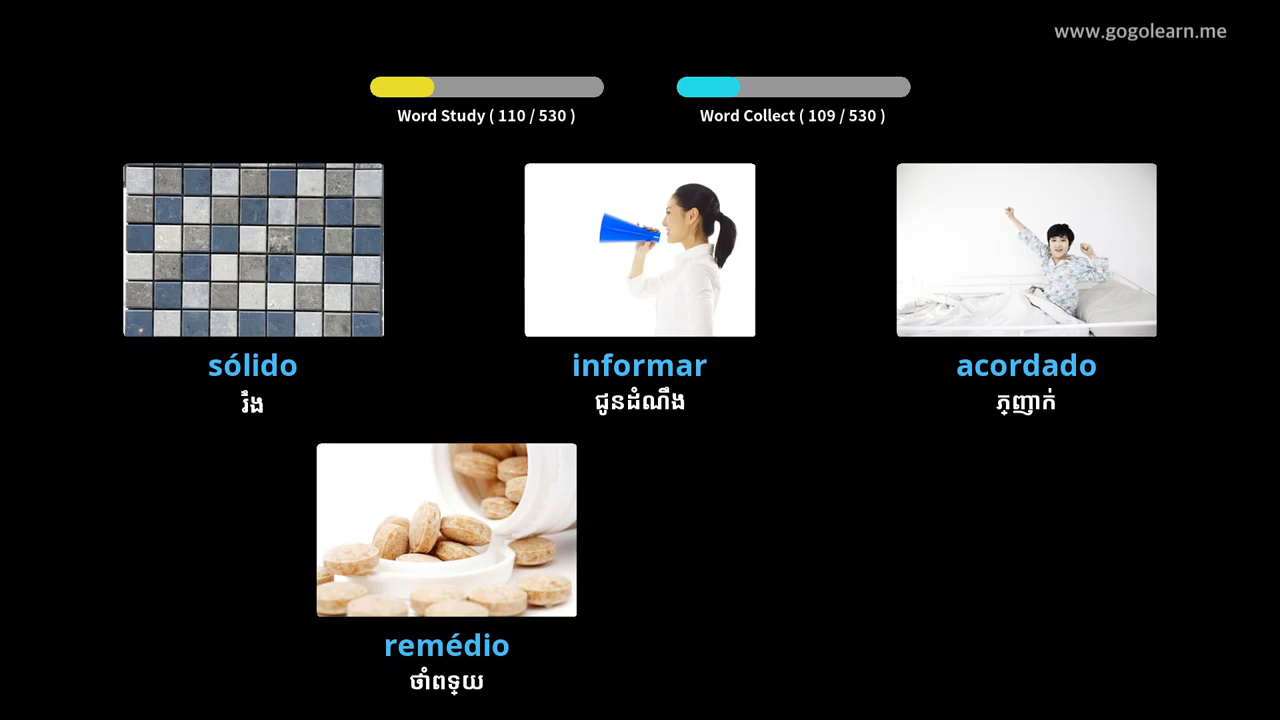 www.gogolearn.me
Word Study ( 110 / 530 )
Word Collect ( 109 / 530 )
sólido
រឹង
informar
ជូនដំណឹង
acordado
ភ្ញាក់
remédio
ថាំពទ្យ